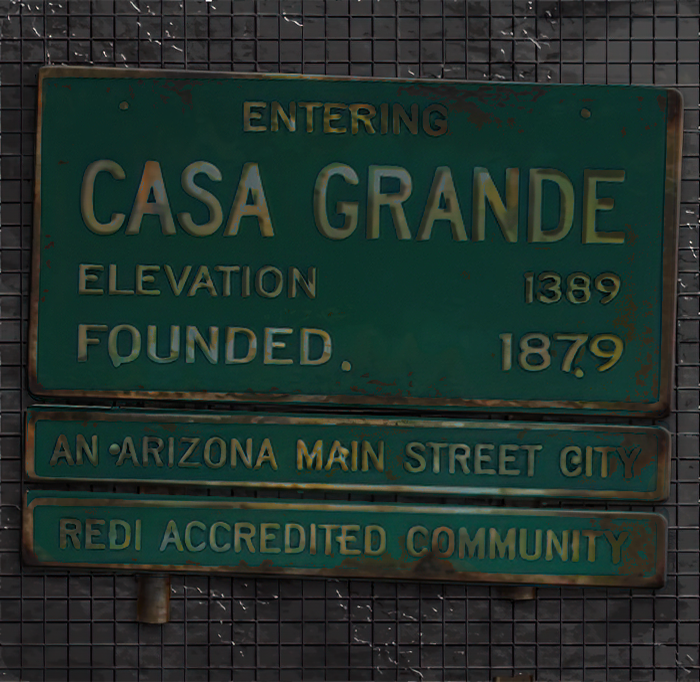 ENTERING
CASA GRANDE
ELEVATION 1389
FOUNDED. 1879
AN ARIZONA MAIN STREET CITY
REDI ACCREDITED COMMUNITY